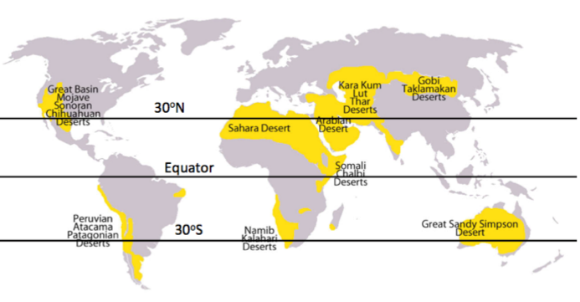 Great Basin
Mojave
Sonoran
Chihuahuan
Deserts
Kara Kum
Lut
Thar
Deserts
Gobi
Taklamakan
Deserts
30°N
Sahara Desert
Arabian
Desert
Equator
Somali
Chalbi
Deserts
Peruvian
Atacama
Patagonian
Deserts
30°S
Namib
Kalahari
Deserts
Great Sandy Simpson
Desert